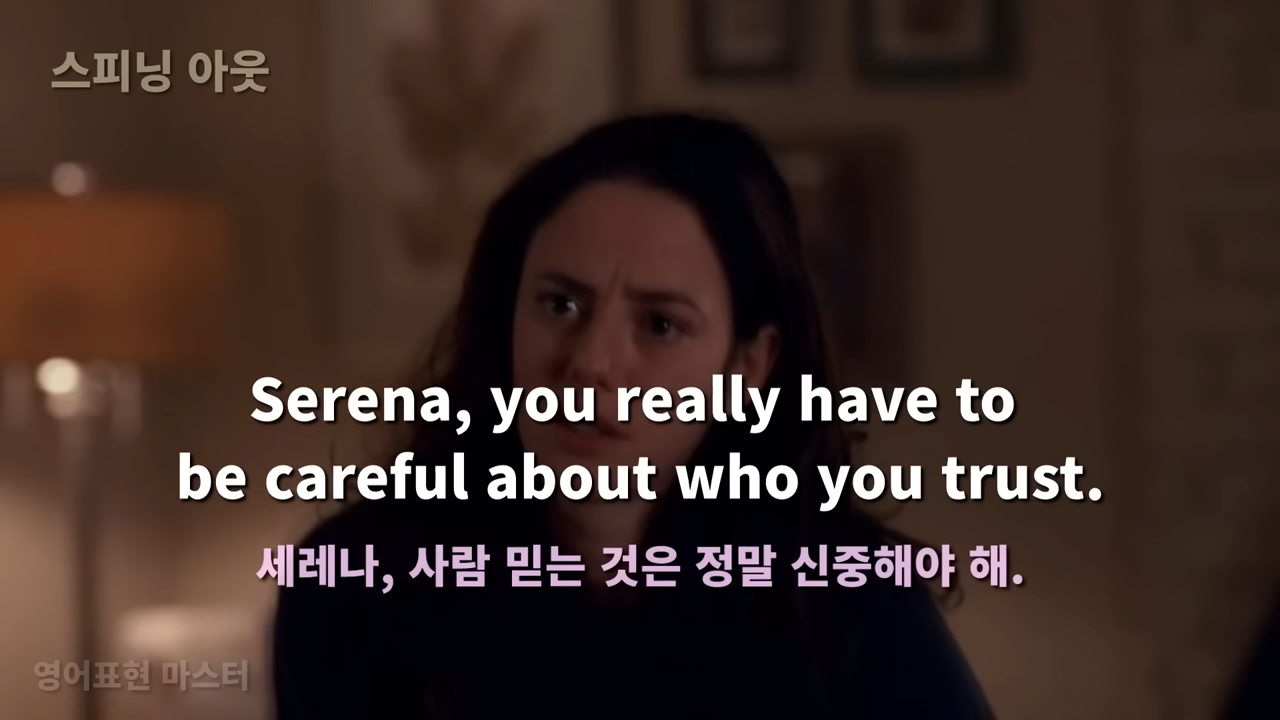 스피닝 아웃
Serena, you really have to
be careful about who you trust.
세레나, 사람 믿는 것은 정말 신중해야 해.
영어표현 마스터